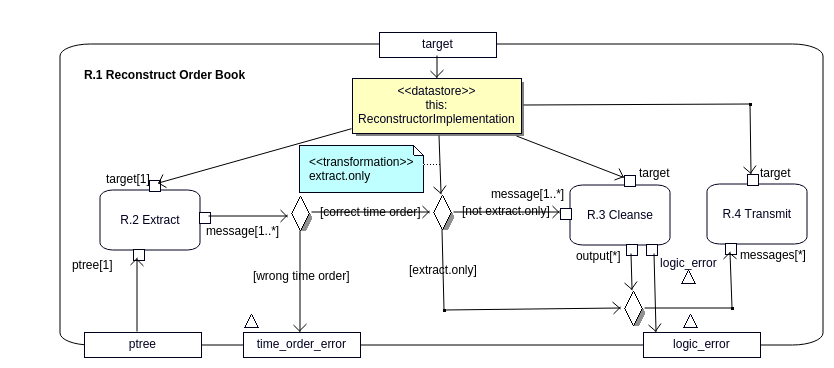 target
R.1 Reconstruct Order Book
<<datastore>>
this:
ReconstructorImplementation
<<transformation>>
extract.only
target[1]
target
target
message[1..*]
R.2 Extract
[correct time order]
[not extract.only]
R.3 Cleanse
R.4 Transmit
message[1..*]
ptree[1]
[wrong time order]
[extract.only]
output[*]
logic_error
messages[*]
ptree
time_order_error
logic_error